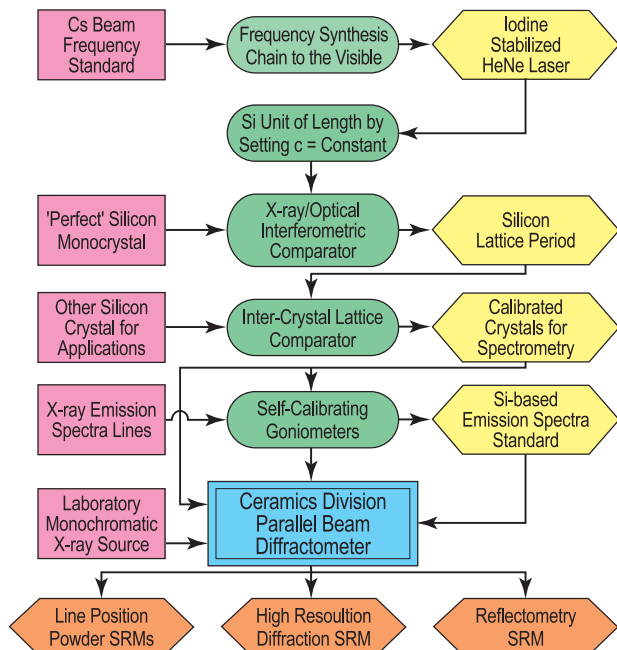 Cs Beam
Frequency
Standard
Frequency Synthesis
Chain to the Visible
Iodine
Stabilized
HeNe Laser
Si Unit of Length by
Setting c = Constant
'Perfect' Silicon
Monocrystal
X-ray/Optical
Interferometric
Comparator
Silicon
Lattice Period
Other Silicon
Crystal for
Applications
Inter-Crystal Lattice
Comparator
Calibrated
Crystals for
Spectrometry
X-ray Emission
Spectra Lines
Self-Calibrating
Goniometers
Si-based
Emission Spectra
Standard
Laboratory
Monochromatic
X-ray Source
Ceramics Division
Parallel Beam
Diffractometer
Line Position
Powder SRMs
High Resoultion
Diffraction SRM
Reflectometry
SRM